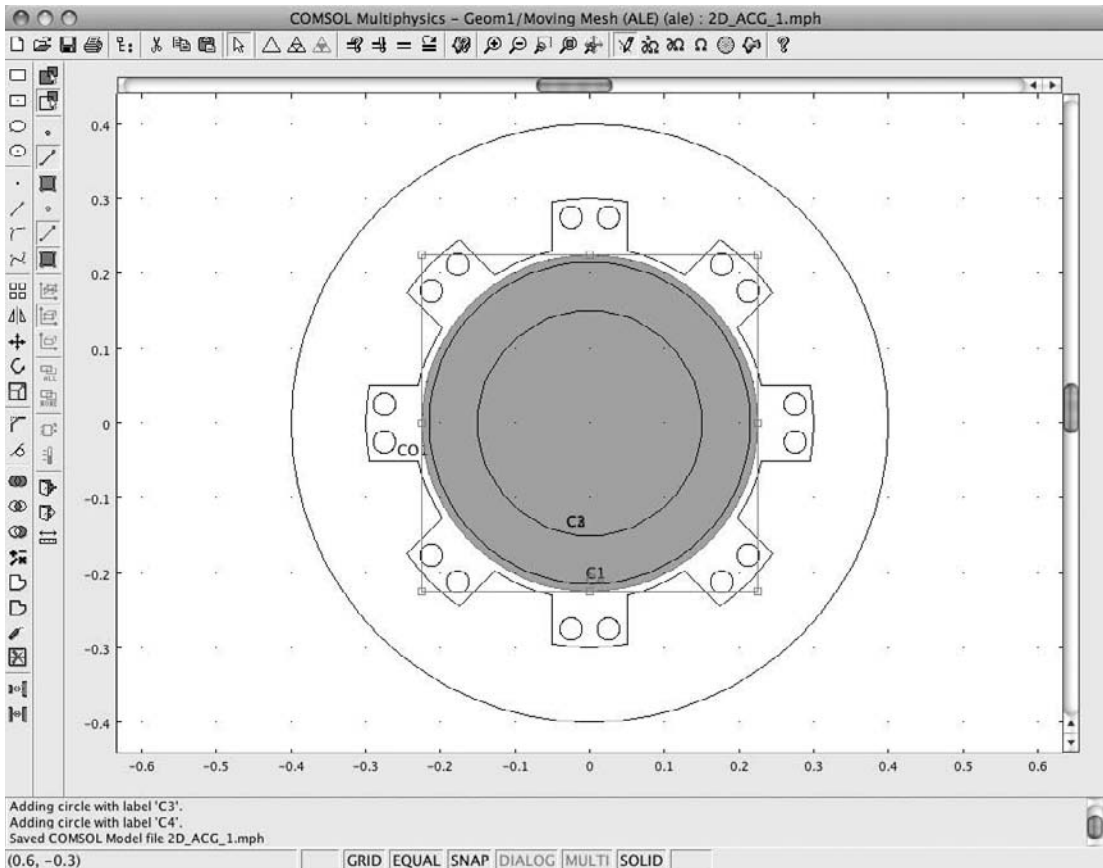 COMSOL Multiphysics – Geom1/Moving Mesh (ALE) (ale) : 2D_ACG_1.mph
0.4
0.3
0.2
0.1
0
-0.1
-0.2
-0.3
-0.4
CO1
C1
-0.6 -0.5 -0.4 -0.3 -0.2 -0.1 0 0.1 0.2 0.3 0.4 0.5 0.6
Adding circle with label 'C3'.
Adding circle with label 'C4'.
Saved COMSOL Model file 2D_ACG_1.mph
(0.6, -0.3) GRID EQUAL SNAP DIALOG MULTI SOLID